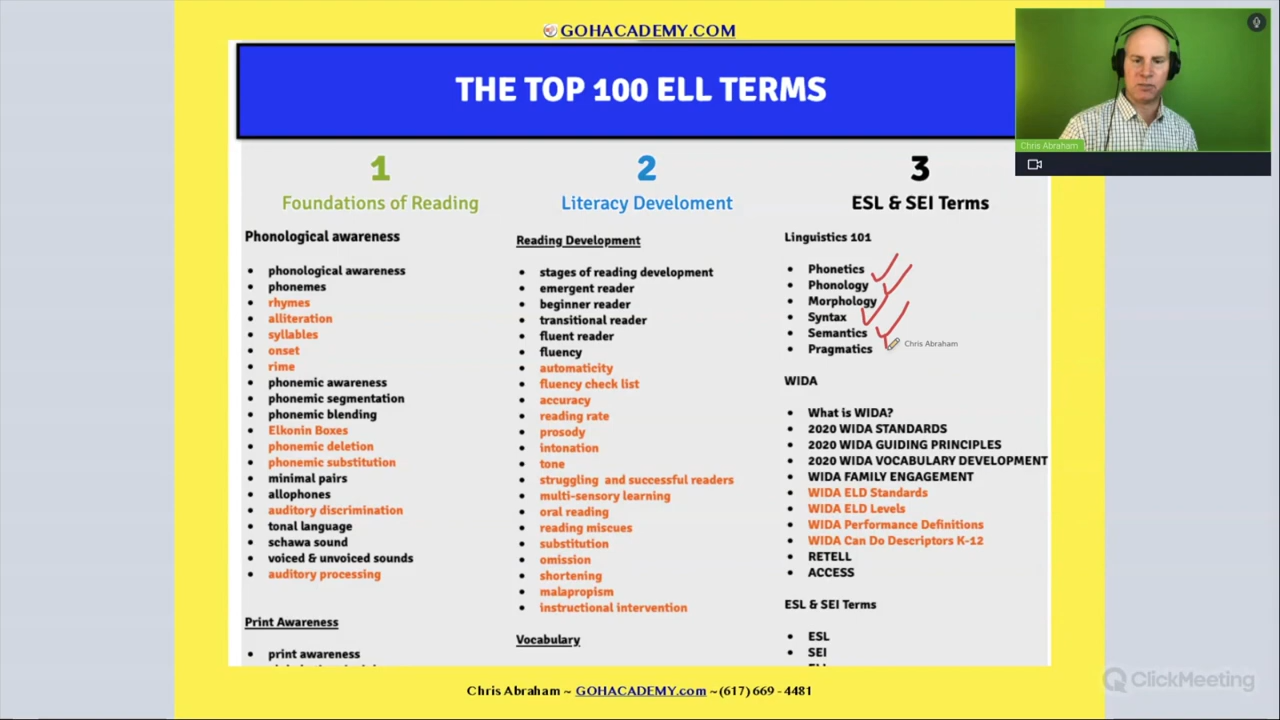 GOHACADEMY.COM
THE TOP 100 ELL TERMS
Chris Abraham
1
Foundations of Reading
Phonological awareness
phonological awareness
phonemes
rhymes
alliteration
syllables
onset
rime
phonemic awareness
phonemic segmentation
phonemic blending
Elkonin Boxes
phonemic deletion
phonemic substitution
minimal pairs
allophones
auditory discrimination
tonal language
schawa sound
voiced & unvoiced sounds
auditory processing
Print Awareness
print awareness
2
Literacy Develoment
Reading Development
stages of reading development
emergent reader
beginner reader
transitional reader
fluent reader
fluency
automaticity
fluency check list
accuracy
reading rate
prosody
intonation
tone
struggling and successful readers
multi-sensory learning
oral reading
reading miscues
substitution
omission
shortening
malapropism
instructional intervention
Vocabulary
3
ESL & SEI Terms
Linguistics 101
Phonetics
Phonology
Morphology
Syntax
Semantics
Pragmatics
Chris Abraham
WIDA
What is WIDA?
2020 WIDA STANDARDS
2020 WIDA GUIDING PRINCIPLES
2020 WIDA VOCABULARY DEVELOPMENT
WIDA FAMILY ENGAGEMENT
WIDA ELD Standards
WIDA ELD Levels
WIDA Performance Definitions
WIDA Can Do Descriptors K-12
RETELL
ACCESS
ESL & SEI Terms
ESL
SEI
Chris Abraham ~ GOHACADEMY.com ~(617) 669 - 4481
ClickMeeting